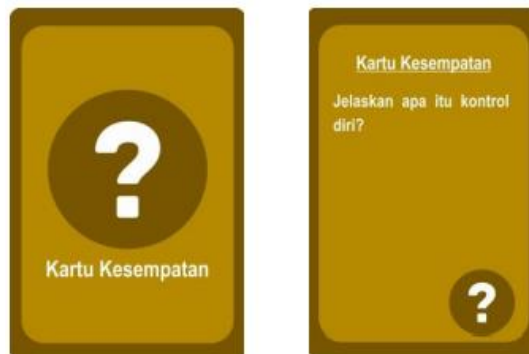 ?
Kartu Kesempatan
Kartu Kesempatan
Jelaskan apa itu kontrol
diri?
?